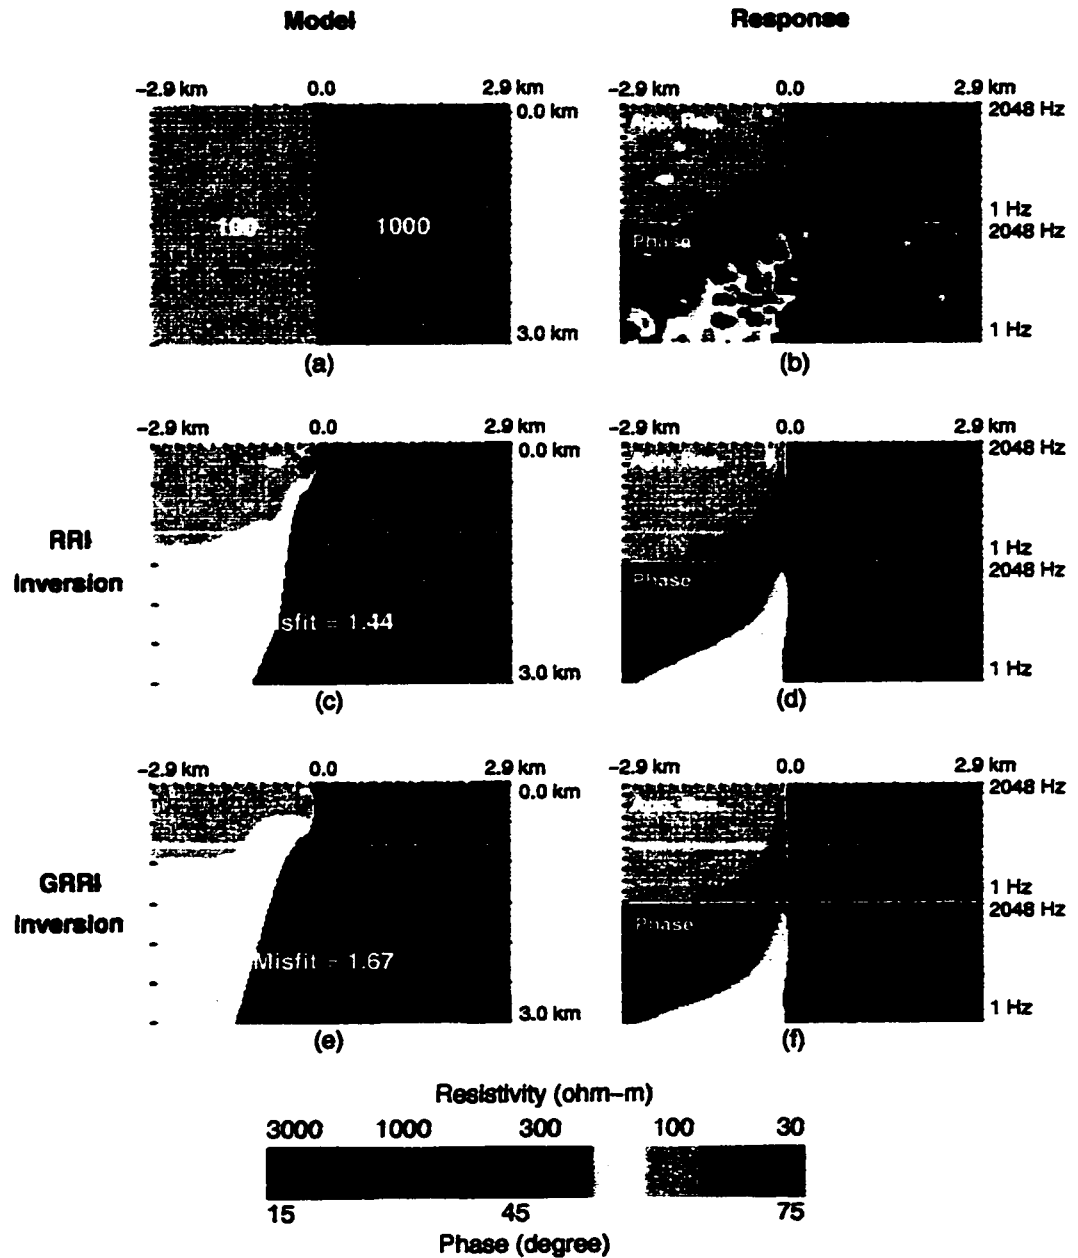 Model
Response
-2.9 km 0.0 2.9 km
0.0 km
100 1000
3.0 km
(a)
-2.9 km 0.0 2.9 km
2048 Hz
App. Res.
1 Hz
2048 Hz
Phase
1 Hz
(b)
RRI
Inversion
-2.9 km 0.0 2.9 km
0.0 km
sfit = 1.44
3.0 km
(c)
-2.9 km 0.0 2.9 km
2048 Hz
1 Hz
2048 Hz
Phase
1 Hz
(d)
GRRI
Inversion
-2.9 km 0.0 2.9 km
0.0 km
Misfit = 1.67
3.0 km
(e)
-2.9 km 0.0 2.9 km
2048 Hz
1 Hz
2048 Hz
Phase
1 Hz
(f)
Resistivity (ohm-m)
3000 1000 300 100 30
15 45 75
Phase (degree)